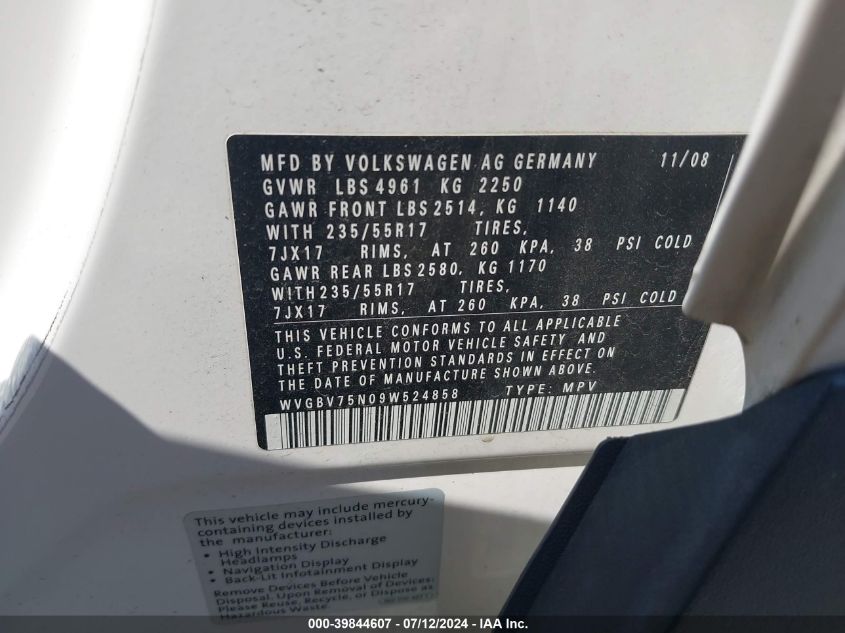 MFD BY VOLKSWAGEN AG GERMANY 11/08
GVWR LBS 4961 KG 2250
GAWR FRONT LBS 2514, KG 1140
WITH 235/55R17 TIRES,
7JX17 RIMS, AT 260 KPA, 38 PSI COLD
GAWR REAR LBS 2580, KG 1170
WITH 235/55R17 TIRES,
7JX17 RIMS, AT 260 KPA, 38 PSI COLD
THIS VEHICLE CONFORMS TO ALL APPLICABLE
U.S. FEDERAL MOTOR VEHICLE SAFETY AND
THEFT PREVENTION STANDARDS IN EFFECT ON
THE DATE OF MANUFACTURE SHOWN ABOVE.
WVGBV75N09W524858 TYPE: MPV
This vehicle may include mercury-
containing devices installed by
the manufacturer:
• High Intensity Discharge
Headlamps
• Navigation Display
• Back-Lit Infotainment Display
Remove Devices Before Vehicle
Disposal. Upon Removal of Devices,
Please Reuse, Recycle, or Dispose as
Hazardous Waste.
000-39844607 - 07/12/2024 - IAA Inc.